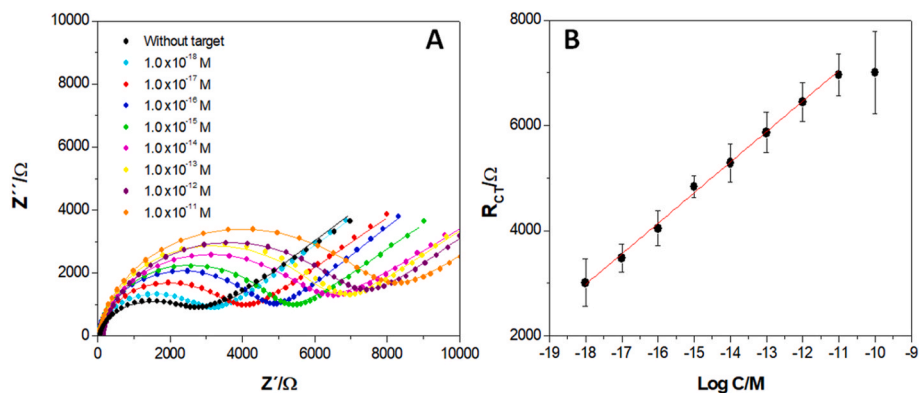 A
10000
8000
6000
4000
2000
0
Z´´/Ω
Without target
1.0x10⁻¹⁸ M
1.0x10⁻¹⁷ M
1.0x10⁻¹⁶ M
1.0x10⁻¹⁵ M
1.0x10⁻¹⁴ M
1.0x10⁻¹³ M
1.0x10⁻¹² M
1.0x10⁻¹¹ M
0 2000 4000 6000 8000 10000
Z´/Ω
B
8000
6000
4000
2000
R_CT/Ω
-19 -18 -17 -16 -15 -14 -13 -12 -11 -10 -9
Log C/M